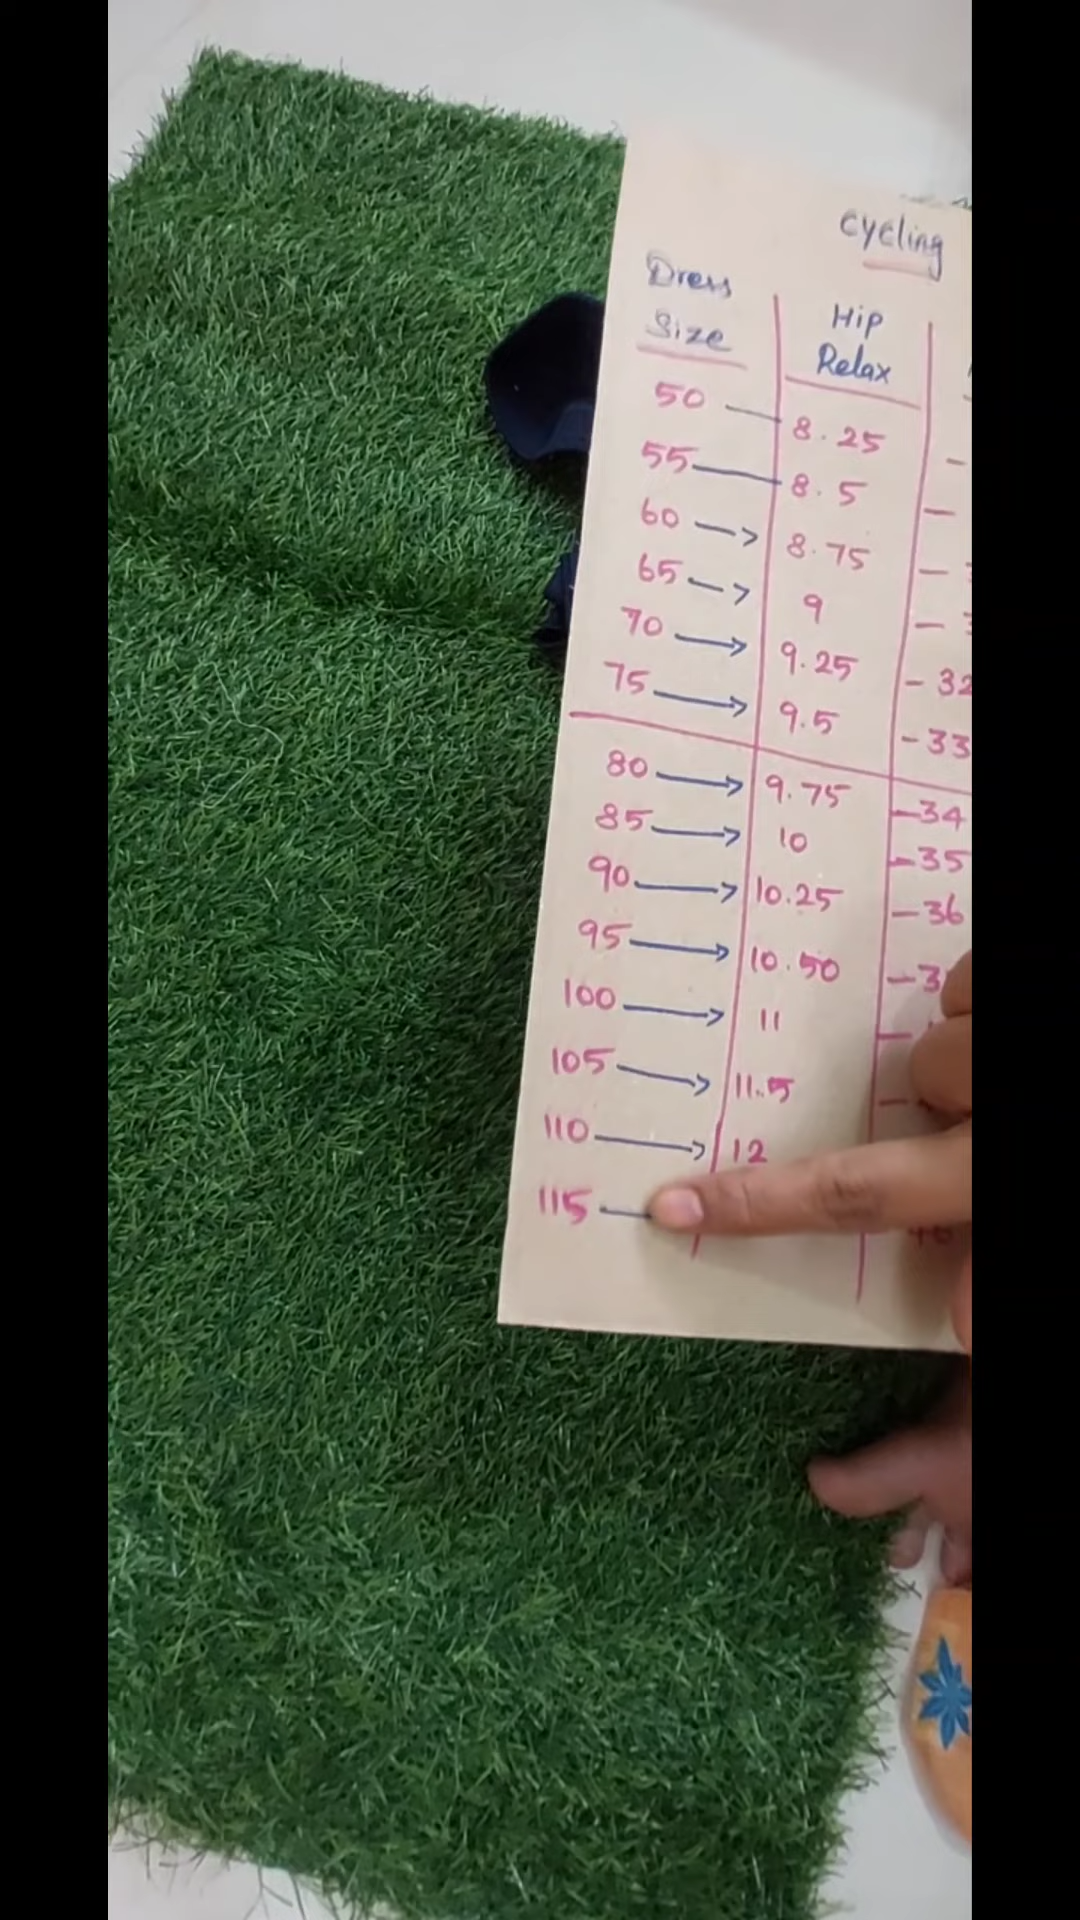 Cycling
Dress Size
Hip Relax
50 8.25
55 8.5
60 8.75
65 9
70 9.25 - 32
75 9.5 - 33
80 9.75 - 34
85 10 - 35
90 10.25 - 36
95 10.50
100 11
105 11.5
110 12
115